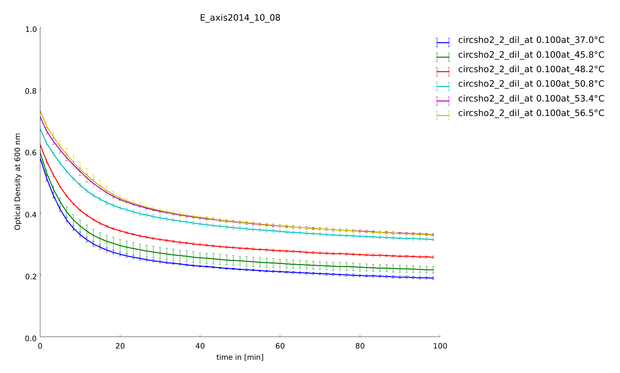 E_axis2014_10_08
1.0
0.8
0.6
0.4
0.2
0.0
Optical Density at 600 nm
0 20 40 60 80 100
time in [min]
circsho2_2_dil_at 0.100at_37.0°C
circsho2_2_dil_at 0.100at_45.8°C
circsho2_2_dil_at 0.100at_48.2°C
circsho2_2_dil_at 0.100at_50.8°C
circsho2_2_dil_at 0.100at_53.4°C
circsho2_2_dil_at 0.100at_56.5°C